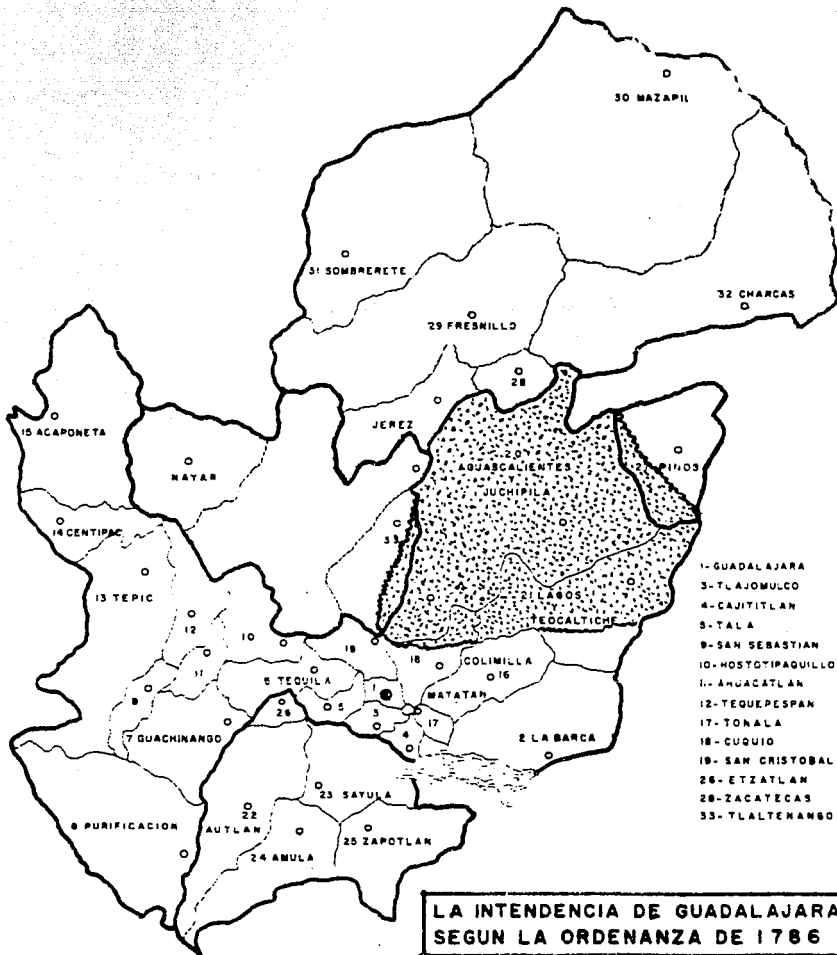 30 MAZAPIL
31 SOMBRERETE
32 CHARCAS
29 FRESNILLO
28
JEREZ
15 ACAPONETA
NAYAR
20
AGUASCALIENTES
Y
JUCHIPILA
PINOS
14 CENTIPAC
33
13 TEPIC
21 LAGOS
Y
TEOCALTICHE
12
10
19
18
COLIMILLA
16
11
6 TEQUILA
1
MATATAN
9
26
5
3
17
7 GUACHINANGO
4
2 LA BARCA
23 SAYULA
8 PURIFICACION
22
AUTLAN
25 ZAPOTLAN
24 AMULA
1- GUADALAJARA
3- TLAJOMULCO
4- CAJITITLAN
5- TALA
9- SAN SEBASTIAN
10- HOSTOTIPAQUILLO
11- AHUACATLAN
12- TEQUEPESPAN
17- TONALA
18- CUQUIO
19- SAN CRISTOBAL
26- ETZATLAN
28- ZACATECAS
33- TLALTENANGO
LA INTENDENCIA DE GUADALAJARA
SEGUN LA ORDENANZA DE 1786